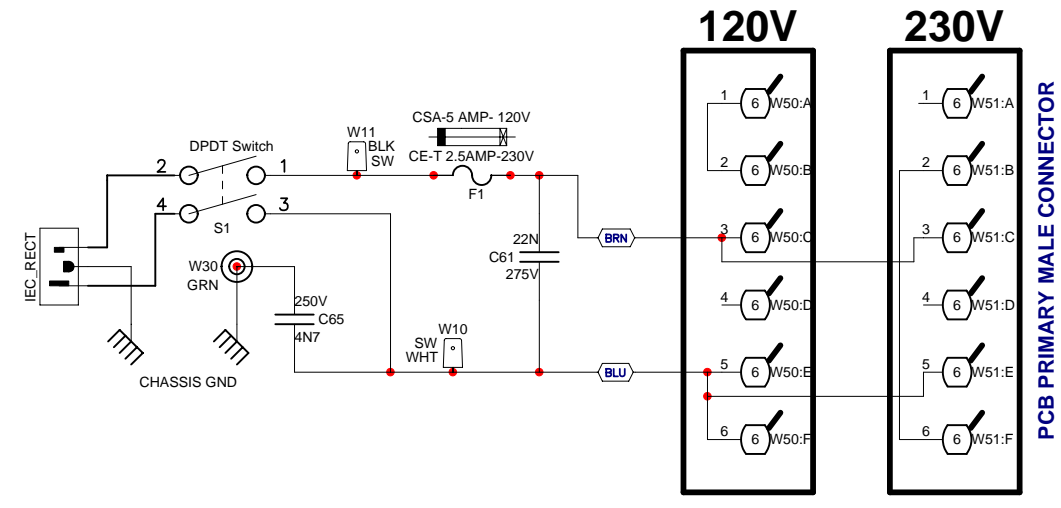 120V 230V
CSA-5 AMP- 120V
CE-T 2.5AMP-230V
F1
W11
BLK
SW
DPDT Switch
2 1
4 3
S1
IEC_RECT
W30
GRN
250V
C65
4N7
CHASSIS GND
SW
W10
WHT
22N
C61
275V
BRN
BLU
1 6 W50:A
2 6 W50:B
3 6 W50:C
4 6 W50:D
5 6 W50:E
6 6 W50:F
1 6 W51:A
2 6 W51:B
3 6 W51:C
4 6 W51:D
5 6 W51:E
6 6 W51:F
PCB PRIMARY MALE CONNECTOR